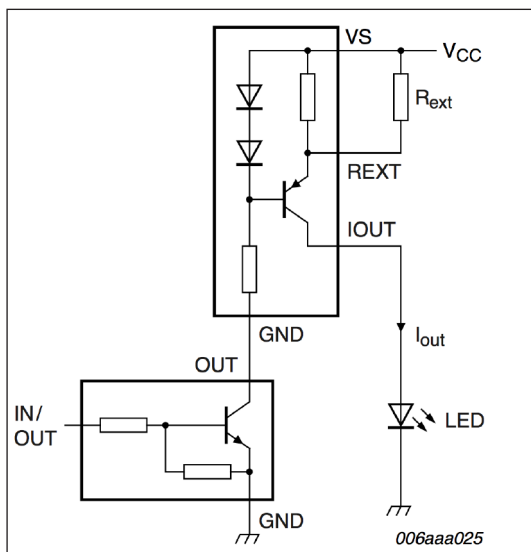 VS
VCC
Rext
REXT
IOUT
GND
Iout
OUT
IN/
OUT
LED
GND
006aaa025